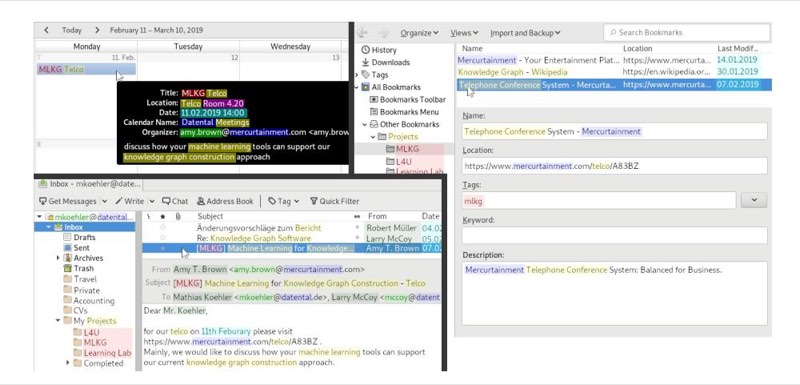 Today
February 11 – March 10, 2019
Monday
Tuesday
Wednesday
7
11. Feb.
12
13
MLKG Telco
Title: MLKG Telco
Location: Telco Room 4.20
Date: 11.02.2019 14:00
Calendar Name: Datental Meetings
Organizer: amy.brown@mercurtainment.com <amy.brow
discuss how your machine learning tools can support our
knowledge graph construction approach
8
Organize
Views
Import and Backup
Search Bookmarks
History
Downloads
Tags
All Bookmarks
Bookmarks Toolbar
Bookmarks Menu
Other Bookmarks
Projects
MLKG
L4U
Learning Lab
Name
Location
Last Modif...
Mercurtainment - Your Entertainment Plat...
https://www.mercurta...
14.01.2019
Knowledge Graph - Wikipedia
https://en.wikipedia.or...
30.01.2019
Telephone Conference System - Mercurta...
https://www.mercurta...
07.02.2019
Name:
Telephone Conference System - Mercurtainment
Location:
https://www.mercurtainment.com/telco/A83BZ
Tags:
mlkg
Keyword:
Description:
Mercurtainment Telephone Conference System: Balanced for Business.
Inbox - mkoehler@date...
Get Messages
Write
Chat
Address Book
Tag
Quick Filter
mkoehler@datental...
Inbox
Drafts
Sent
Archives
Trash
Travel
Private
Accounting
CVs
My Projects
L4U
MLKG
Learning Lab
Completed
Subject
From
Date
Änderungsvorschläge zum Bericht
Robert Müller
04.02
Re: Knowledge Graph Software
Larry McCoy
05.02
[MLKG] Machine Learning for Knowledge...
Amy T. Brown
07.02
From Amy T. Brown <amy.brown@mercurtainment.com>
Subject [MLKG] Machine Learning for Knowledge Graph Construction - Telco
To Mathias Koehler <mkoehler@datental.de>, Larry McCoy <mccoy@datent
Dear Mr. Koehler,
for our telco on 11th Feburary please visit
https://www.mercurtainment.com/telco/A83BZ .
Mainly, we would like to discuss how your machine learning tools can support
our current knowledge graph construction approach.